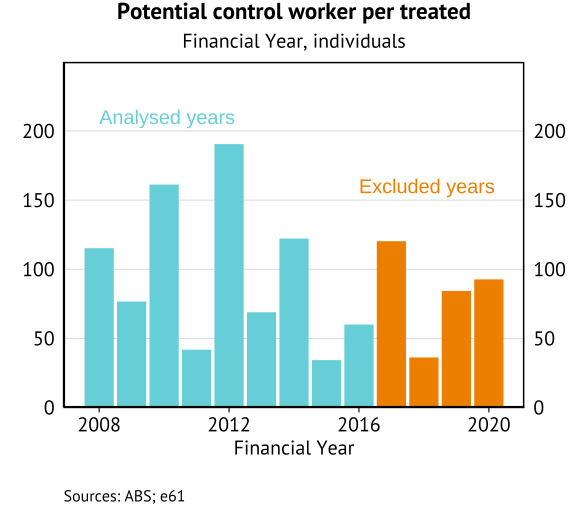 Potential control worker per treated
Financial Year, individuals
Analysed years
Excluded years
200
150
100
50
0
200
150
100
50
0
2008
2012
2016
2020
Financial Year
Sources: ABS; e61